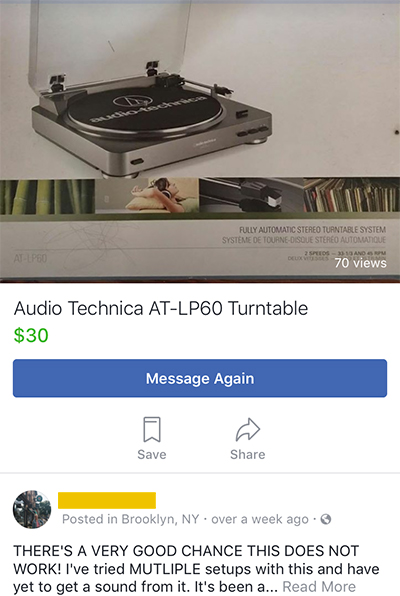 audio-technica
FULLY AUTOMATIC STEREO TURNTABLE SYSTEM
SYSTÈME DE TOURNE-DISQUE STÉRÉO AUTOMATIQUE
AT-LP60
2 SPEEDS — 33-1/3 AND 45 RPM
70 views
Audio Technica AT-LP60 Turntable
$30
Message Again
Save
Share
Posted in Brooklyn, NY · over a week ago ·
THERE'S A VERY GOOD CHANCE THIS DOES NOT
WORK! I've tried MUTLIPLE setups with this and have
yet to get a sound from it. It's been a... Read More